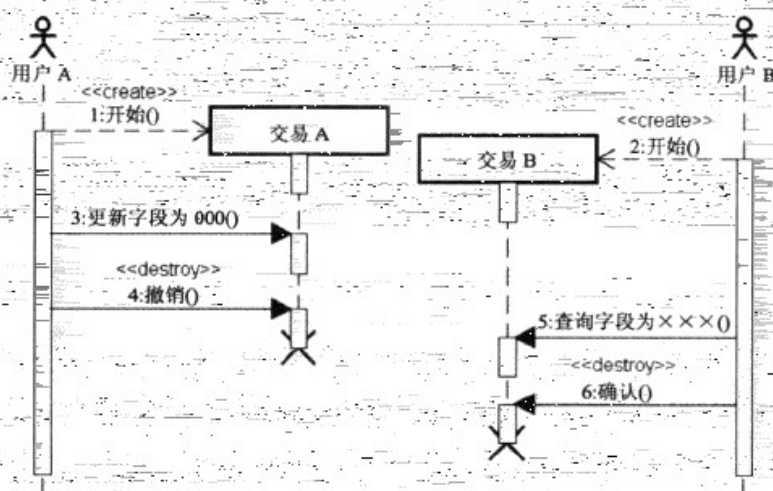 用户 A
用户 B
<<create>>
1:开始()
交易 A
<<create>>
2:开始()
交易 B
3:更新字段为 000()
<<destroy>>
4:撤销()
5:查询字段为×××()
<<destroy>>
6:确认()